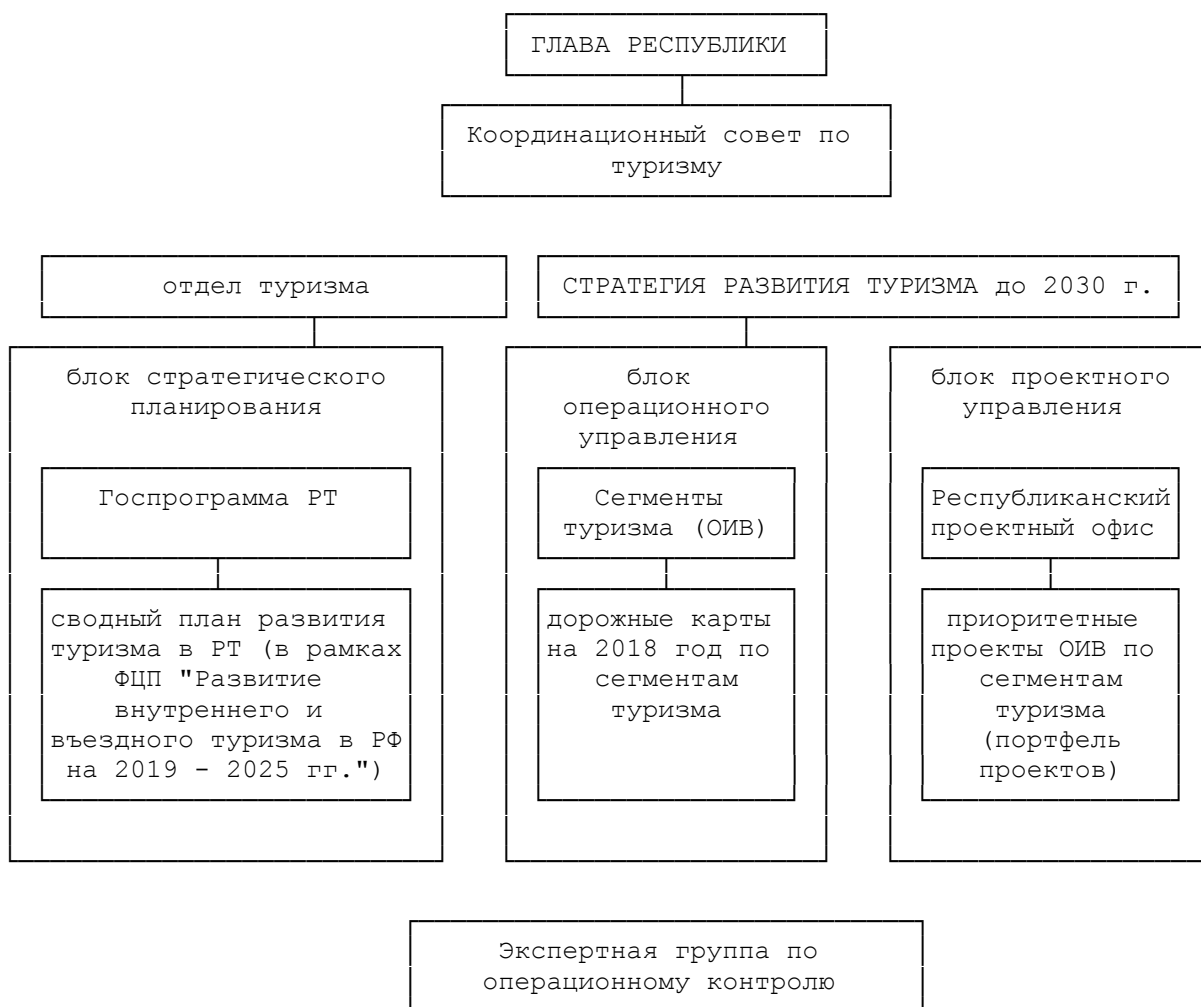 ГЛАВА РЕСПУБЛИКИ
Координационный совет по
туризму
отдел туризма
СТРАТЕГИЯ РАЗВИТИЯ ТУРИЗМА до 2030 г.
блок стратегического
планирования
Госпрограмма РТ
сводный план развития
туризма в РТ (в рамках
ФЦП "Развитие
внутреннего и
въездного туризма в РФ
на 2019 - 2025 гг.")
блок
операционного
управления
Сегменты
туризма (ОИВ)
дорожные карты
на 2018 год по
сегментам
туризма
блок проектного
управления
Республиканский
проектный офис
приоритетные
проекты ОИВ по
сегментам
туризма
(портфель
проектов)
Экспертная группа по
операционному контролю